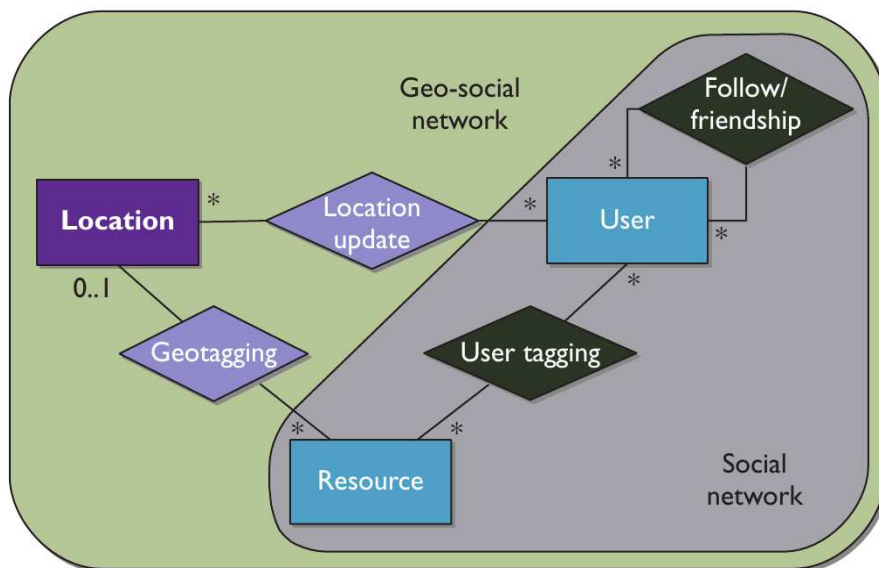 Geo-social
network
Follow/
friendship
*
*
*
*
Location
Location
update
User
0..1
*
Geotagging
User tagging
*
*
Resource
Social
network